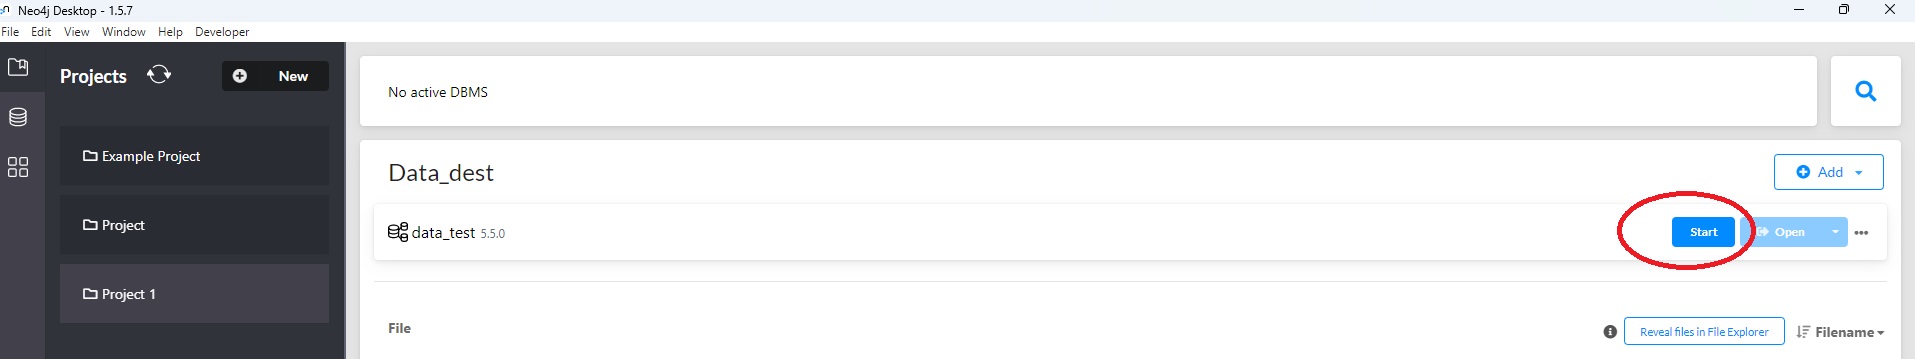 Neo4j Desktop - 1.5.7
File Edit View Window Help Developer
Projects New
No active DBMS
Example Project
Data_dest Add
Project
data_test 5.5.0 Start Open
Project 1
File Reveal files in File Explorer Filename